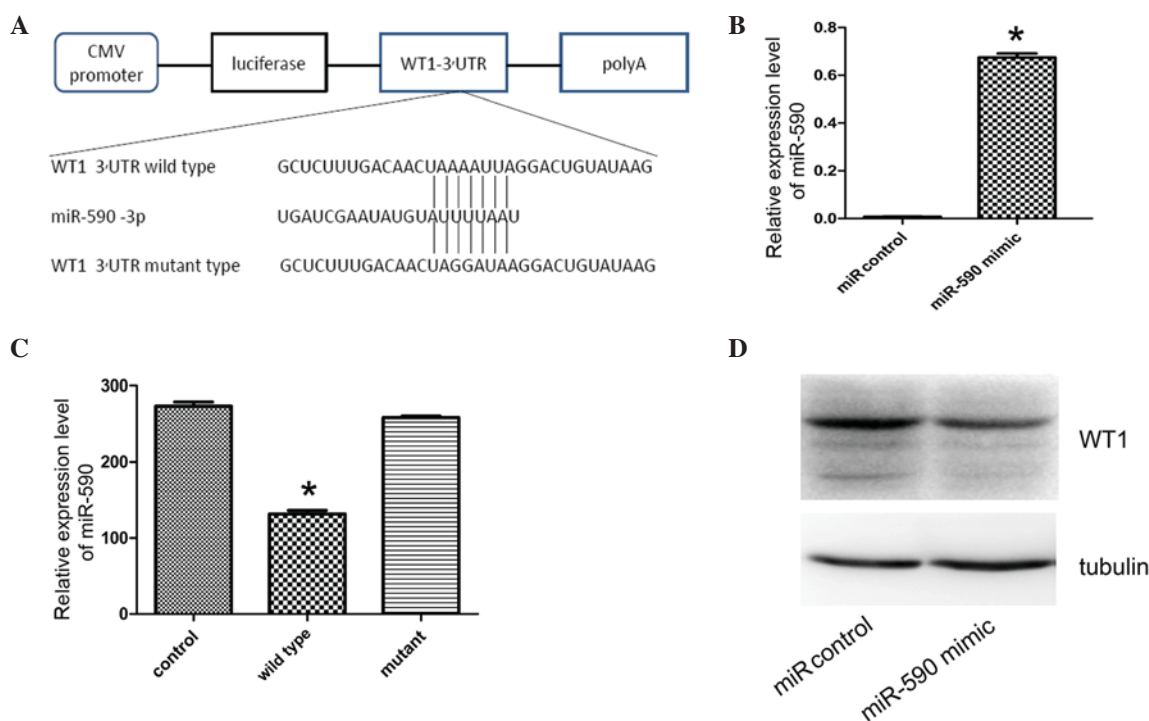 A
CMV
promoter
luciferase
WT1-3'UTR
polyA
WT1 3'UTR wild type
GCUCUUUGACAACUAAAAUUAGGACUGUAUAAG
miR-590 -3p
UGAUCGAAUAUGUAUUUUAAU
WT1 3'UTR mutant type
GCUCUUUGACAACUAGGAUAAGGACUGUAUAAG
B
Relative expression level
of miR-590
0.8
0.6
0.4
0.2
0.0
*
miR control
miR-590 mimic
C
Relative expression level
of miR-590
300
200
100
0
*
control
wild type
mutant
D
WT1
tubulin
miR control
miR-590 mimic